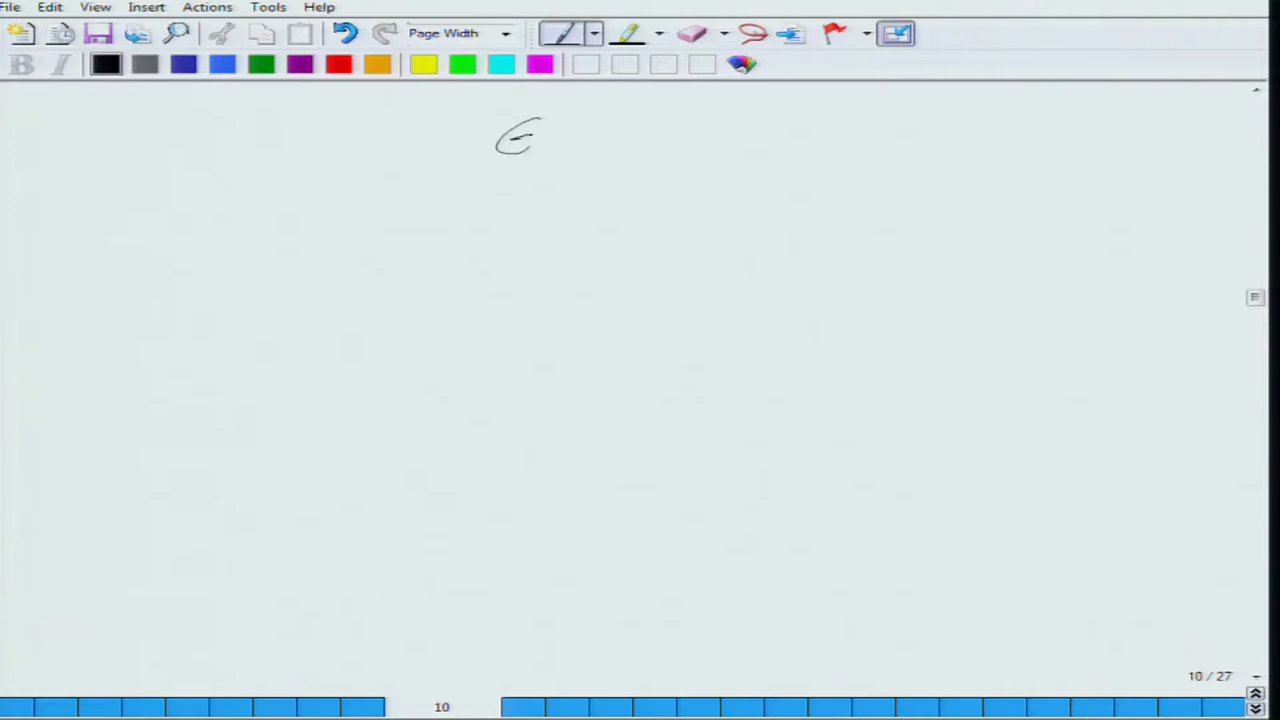 File Edit View Insert Actions Tools Help
Page Width
B I
10 / 27
10